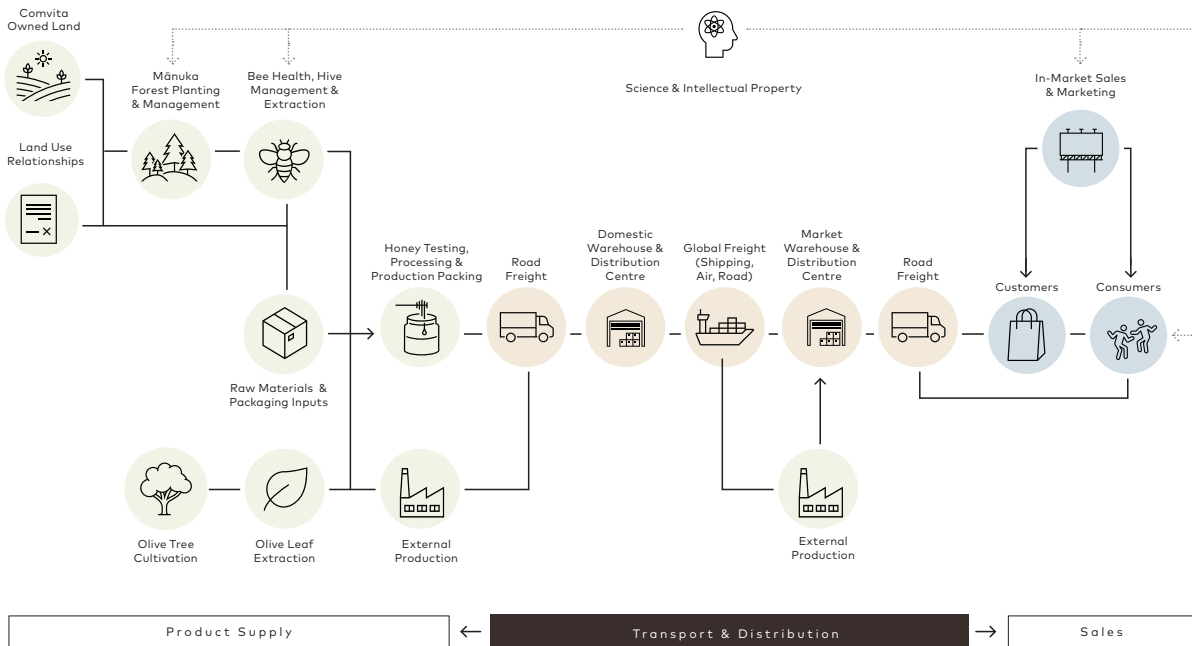 Comvita
Owned Land
Mānuka
Forest Planting
& Management
Bee Health, Hive
Management &
Extraction
Science & Intellectual Property
In-Market Sales
& Marketing
Land Use
Relationships
Honey Testing,
Processing &
Production Packing
Road
Freight
Domestic
Warehouse &
Distribution
Centre
Global Freight
(Shipping,
Air, Road)
Market
Warehouse &
Distribution
Centre
Road
Freight
Customers
Consumers
Raw Materials &
Packaging Inputs
Olive Tree
Cultivation
Olive Leaf
Extraction
External
Production
External
Production
Product Supply
Transport & Distribution
Sales